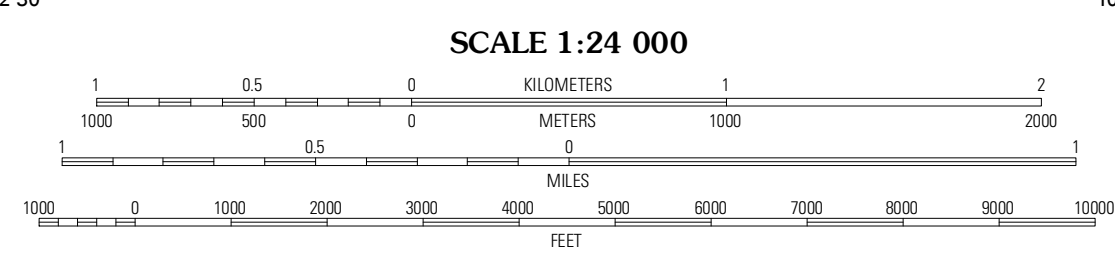 SCALE 1:24 000
1 0.5 0 KILOMETERS 1 2
1000 500 0 METERS 1000 2000
1 0.5 0 1
MILES
1000 0 1000 2000 3000 4000 5000 6000 7000 8000 9000 10000
FEET